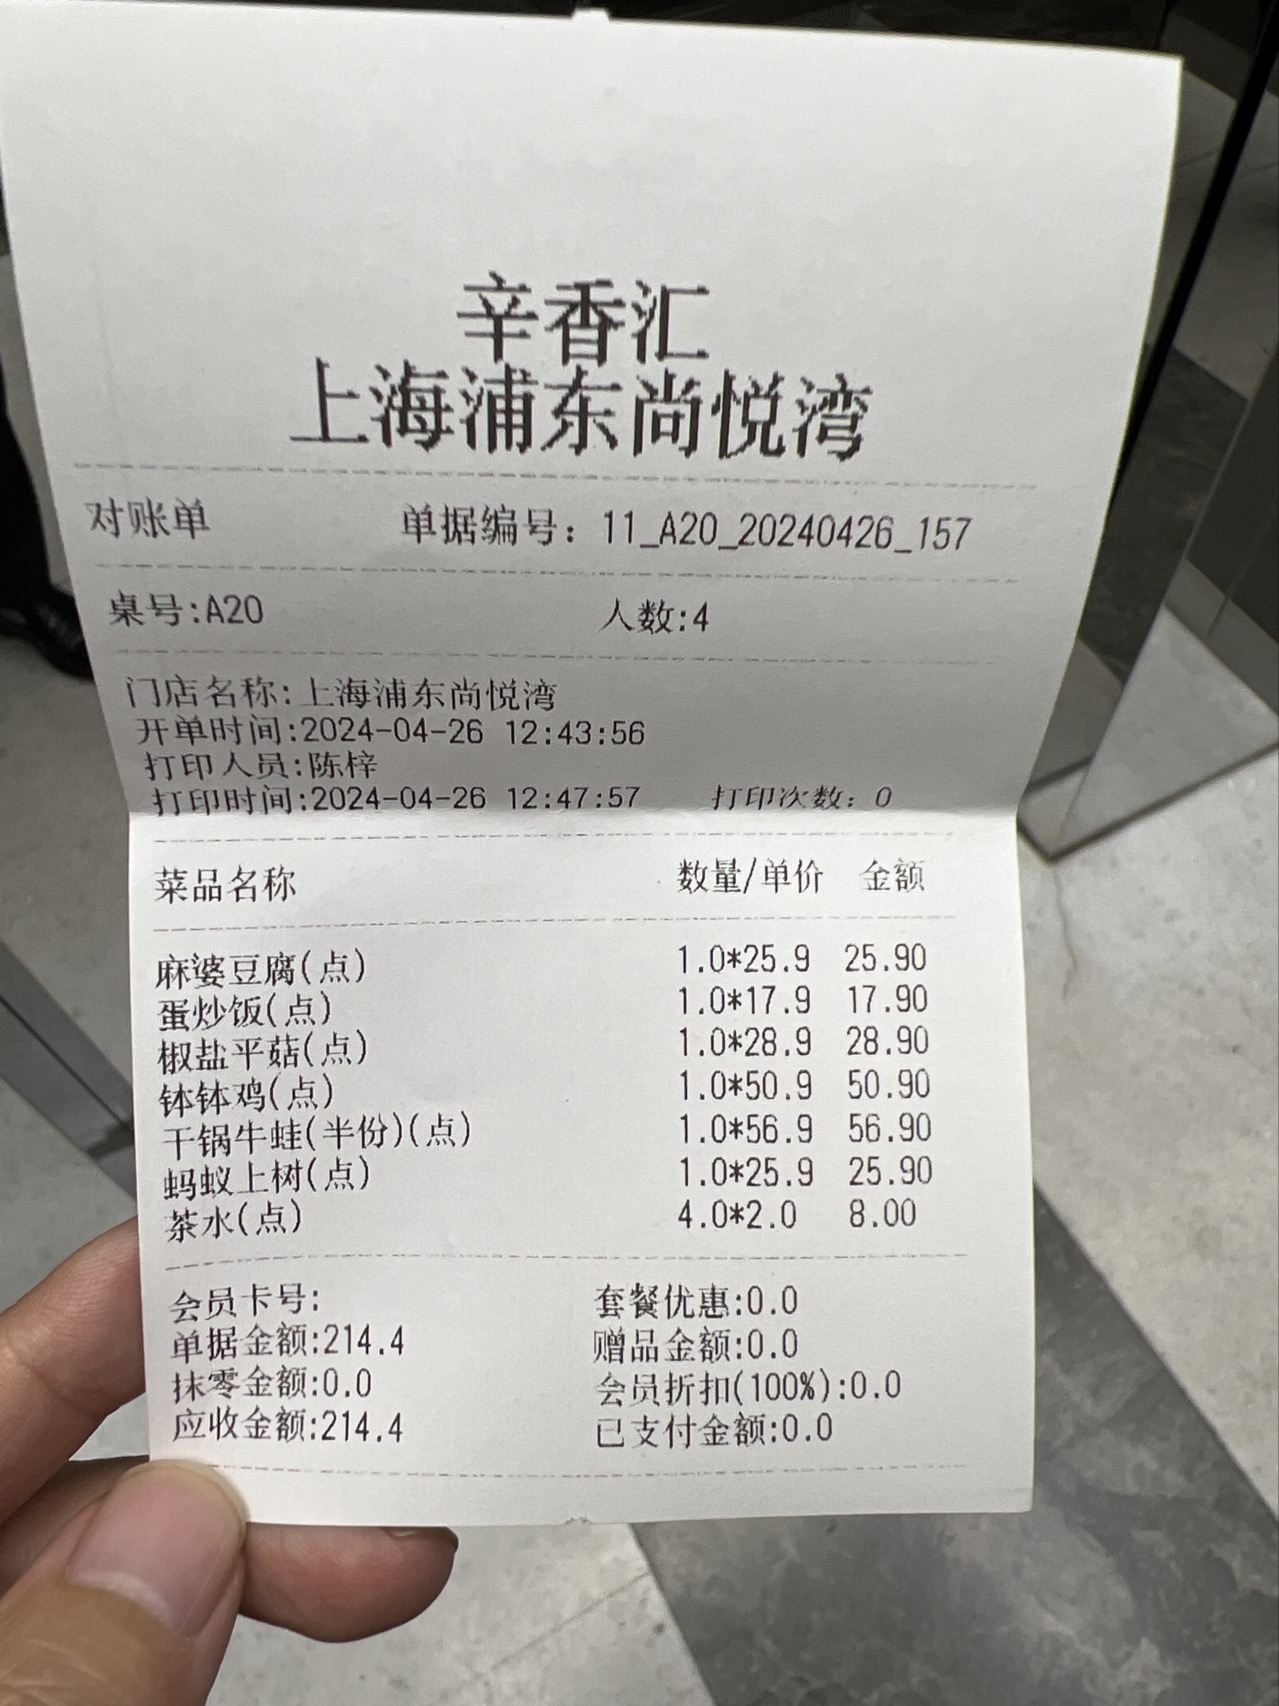 辛香汇
上海浦东尚悦湾
对账单 单据编号：11_A20_20240426_157
桌号:A20 人数:4
门店名称:上海浦东尚悦湾
开单时间:2024-04-26 12:43:56
打印人员:陈梓
打印时间:2024-04-26 12:47:57 打印次数：0
菜品名称 数量/单价 金额
麻婆豆腐(点) 1.0*25.9 25.90
蛋炒饭(点) 1.0*17.9 17.90
椒盐平菇(点) 1.0*28.9 28.90
钵钵鸡(点) 1.0*50.9 50.90
干锅牛蛙(半份)(点) 1.0*56.9 56.90
蚂蚁上树(点) 1.0*25.9 25.90
茶水(点) 4.0*2.0 8.00
会员卡号: 套餐优惠:0.0
单据金额:214.4 赠品金额:0.0
抹零金额:0.0 会员折扣(100%):0.0
应收金额:214.4 已支付金额:0.0